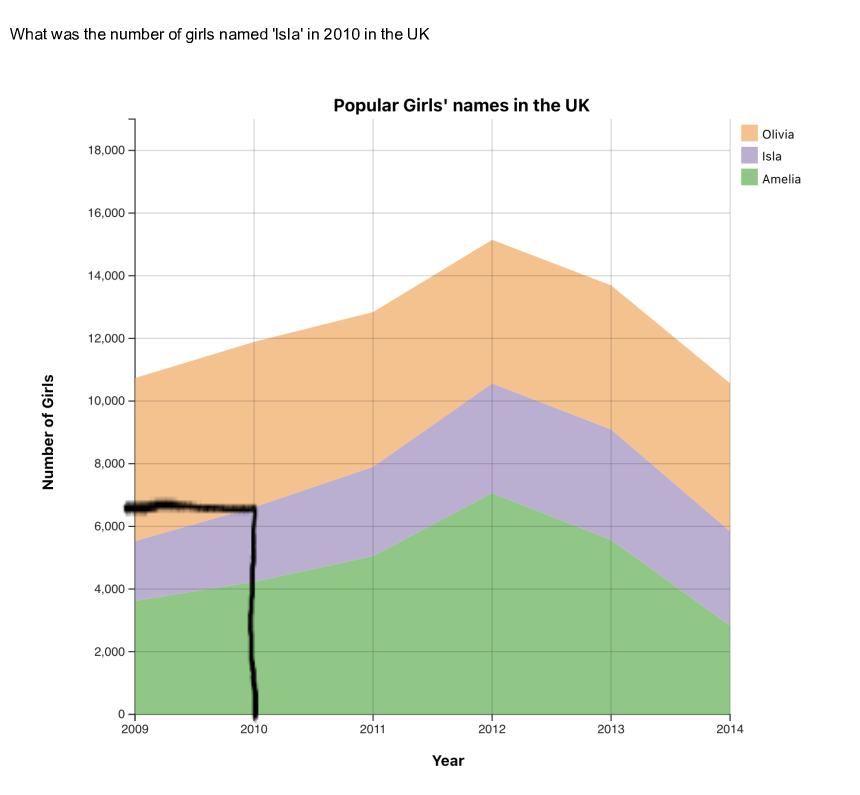 What was the number of girls named 'Isla' in 2010 in the UK
Popular Girls' names in the UK
Olivia
Isla
Amelia
18,000
16,000
14,000
12,000
10,000
8,000
6,000
4,000
2,000
0
Number of Girls
2009 2010 2011 2012 2013 2014
Year